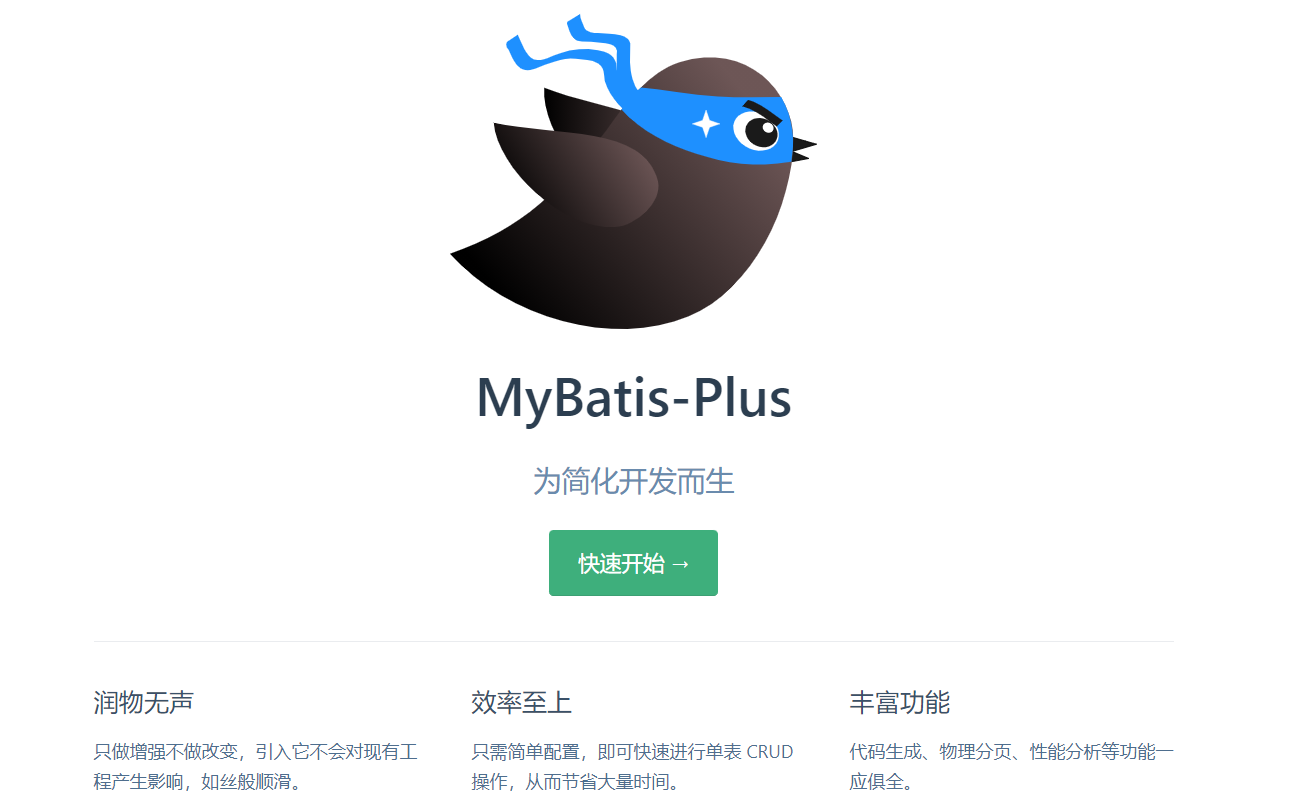 MyBatis-Plus
为简化开发而生
快速开始 →
润物无声
只做增强不做改变，引入它不会对现有工
程产生影响，如丝般顺滑。
效率至上
只需简单配置，即可快速进行单表 CRUD
操作，从而节省大量时间。
丰富功能
代码生成、物理分页、性能分析等功能一
应俱全。